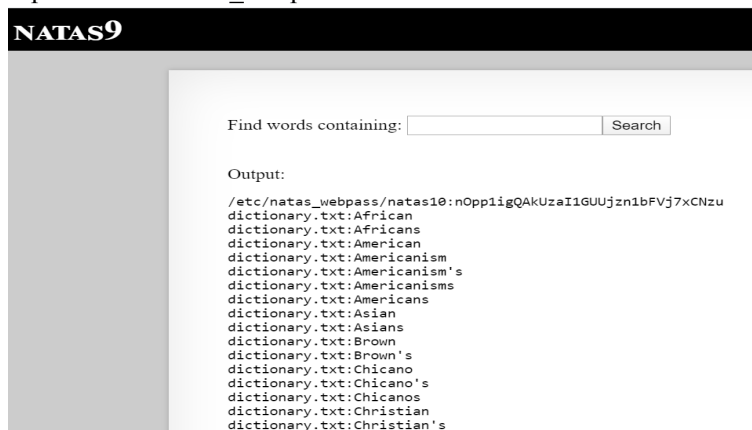 NATAS9
Find words containing: Search
Output:
/etc/natas_webpass/natas10:nOpp1igQAkUzaI1GUUjzn1bFVj7xCNzu
dictionary.txt:African
dictionary.txt:Africans
dictionary.txt:American
dictionary.txt:Americanism
dictionary.txt:Americanism's
dictionary.txt:Americanisms
dictionary.txt:Americans
dictionary.txt:Asian
dictionary.txt:Asians
dictionary.txt:Brown
dictionary.txt:Brown's
dictionary.txt:Chicano
dictionary.txt:Chicano's
dictionary.txt:Chicanos
dictionary.txt:Christian
dictionary.txt:Christian's